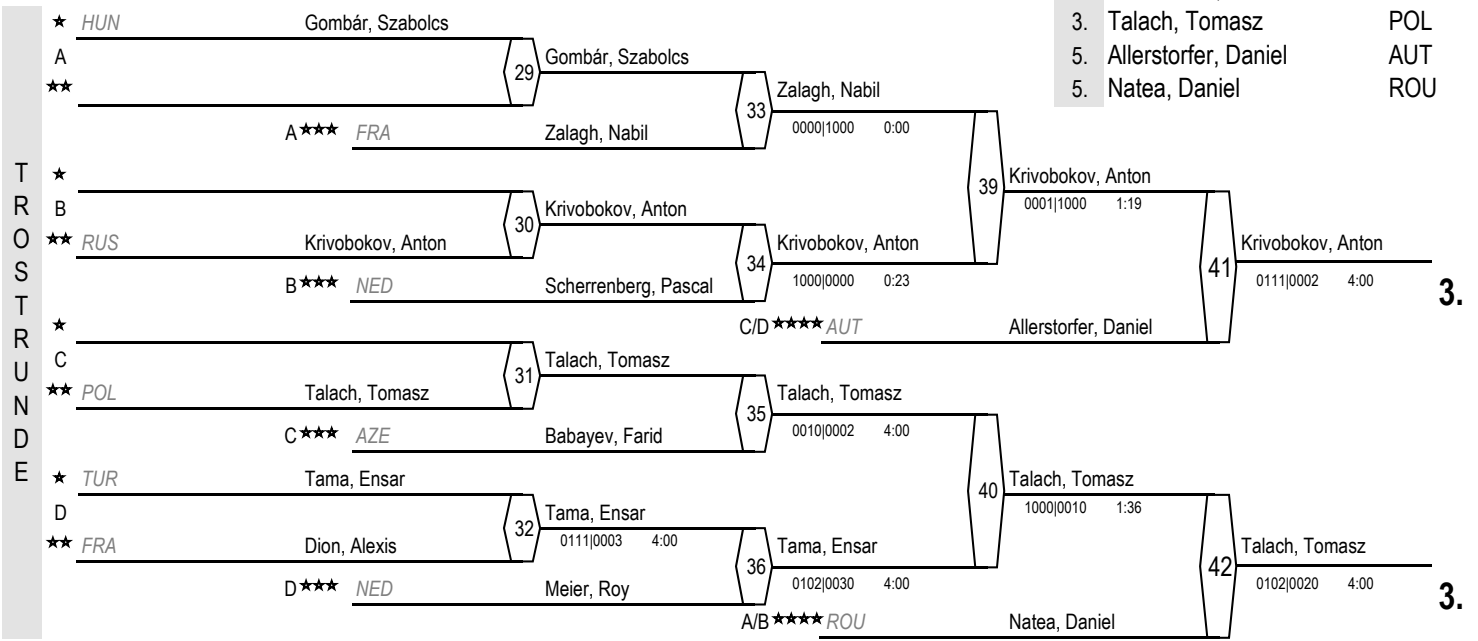 3. Talach, Tomasz POL
5. Allerstorfer, Daniel AUT
5. Natea, Daniel ROU
TROSTRUNDE
★ HUN Gombár, Szabolcs
A
★★
29 Gombár, Szabolcs
A★★★ FRA Zalagh, Nabil
33 Zalagh, Nabil
0000|1000 0:00
★
B
★★ RUS Krivobokov, Anton
30 Krivobokov, Anton
B★★★ NED Scherrenberg, Pascal
34 Krivobokov, Anton
1000|0000 0:23
39 Krivobokov, Anton
0001|1000 1:19
C/D★★★★ AUT Allerstorfer, Daniel
41 Krivobokov, Anton
0111|0002 4:00
3.
★
C
★★ POL Talach, Tomasz
31 Talach, Tomasz
C★★★ AZE Babayev, Farid
35 Talach, Tomasz
0010|0002 4:00
★ TUR Tama, Ensar
D
★★ FRA Dion, Alexis
32 Tama, Ensar
0111|0003 4:00
D★★★ NED Meier, Roy
36 Tama, Ensar
0102|0030 4:00
40 Talach, Tomasz
1000|0010 1:36
A/B★★★★ ROU Natea, Daniel
42 Talach, Tomasz
0102|0020 4:00
3.